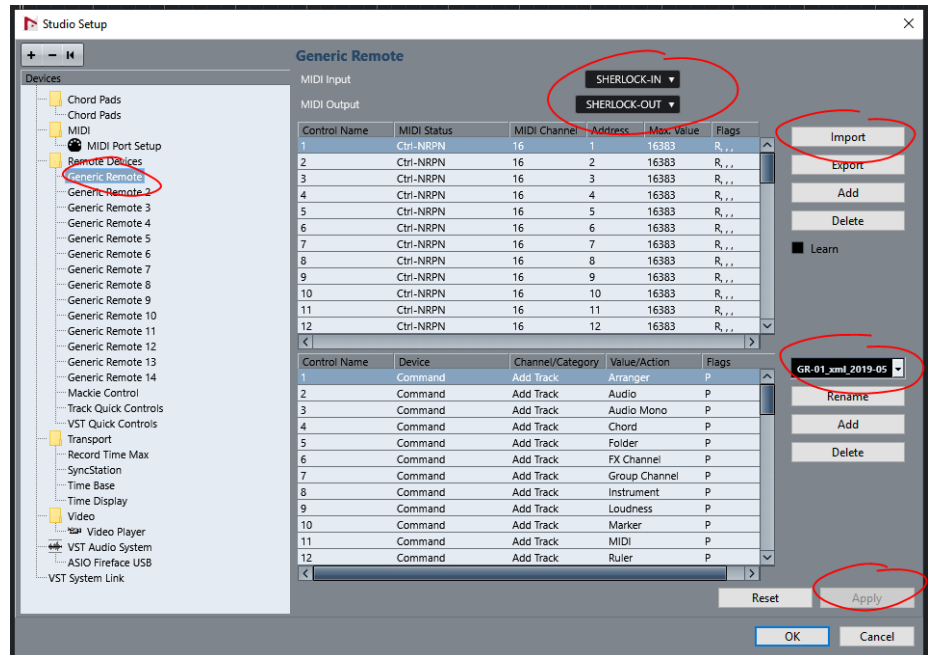 Studio Setup
Devices
Chord Pads
Chord Pads
MIDI
MIDI Port Setup
Remote Devices
Generic Remote
Generic Remote 2
Generic Remote 3
Generic Remote 4
Generic Remote 5
Generic Remote 6
Generic Remote 7
Generic Remote 8
Generic Remote 9
Generic Remote 10
Generic Remote 11
Generic Remote 12
Generic Remote 13
Generic Remote 14
Mackie Control
Track Quick Controls
VST Quick Controls
Transport
Record Time Max
SyncStation
Time Base
Time Display
Video
Video Player
VST Audio System
ASIO Fireface USB
VST System Link
Generic Remote
MIDI Input SHERLOCK-IN
MIDI Output SHERLOCK-OUT
Control Name MIDI Status MIDI Channel Address Max. Value Flags
1 Ctrl-NRPN 16 1 16383 R, , ,
2 Ctrl-NRPN 16 2 16383 R, , ,
3 Ctrl-NRPN 16 3 16383 R, , ,
4 Ctrl-NRPN 16 4 16383 R, , ,
5 Ctrl-NRPN 16 5 16383 R, , ,
6 Ctrl-NRPN 16 6 16383 R, , ,
7 Ctrl-NRPN 16 7 16383 R, , ,
8 Ctrl-NRPN 16 8 16383 R, , ,
9 Ctrl-NRPN 16 9 16383 R, , ,
10 Ctrl-NRPN 16 10 16383 R, , ,
11 Ctrl-NRPN 16 11 16383 R, , ,
12 Ctrl-NRPN 16 12 16383 R, , ,
Import
Export
Add
Delete
Learn
Control Name Device Channel/Category Value/Action Flags
1 Command Add Track Arranger P
2 Command Add Track Audio P
3 Command Add Track Audio Mono P
4 Command Add Track Chord P
5 Command Add Track Folder P
6 Command Add Track FX Channel P
7 Command Add Track Group Channel P
8 Command Add Track Instrument P
9 Command Add Track Loudness P
10 Command Add Track Marker P
11 Command Add Track MIDI P
12 Command Add Track Ruler P
GR-01_xml_2019-05
Rename
Add
Delete
Reset Apply
OK Cancel